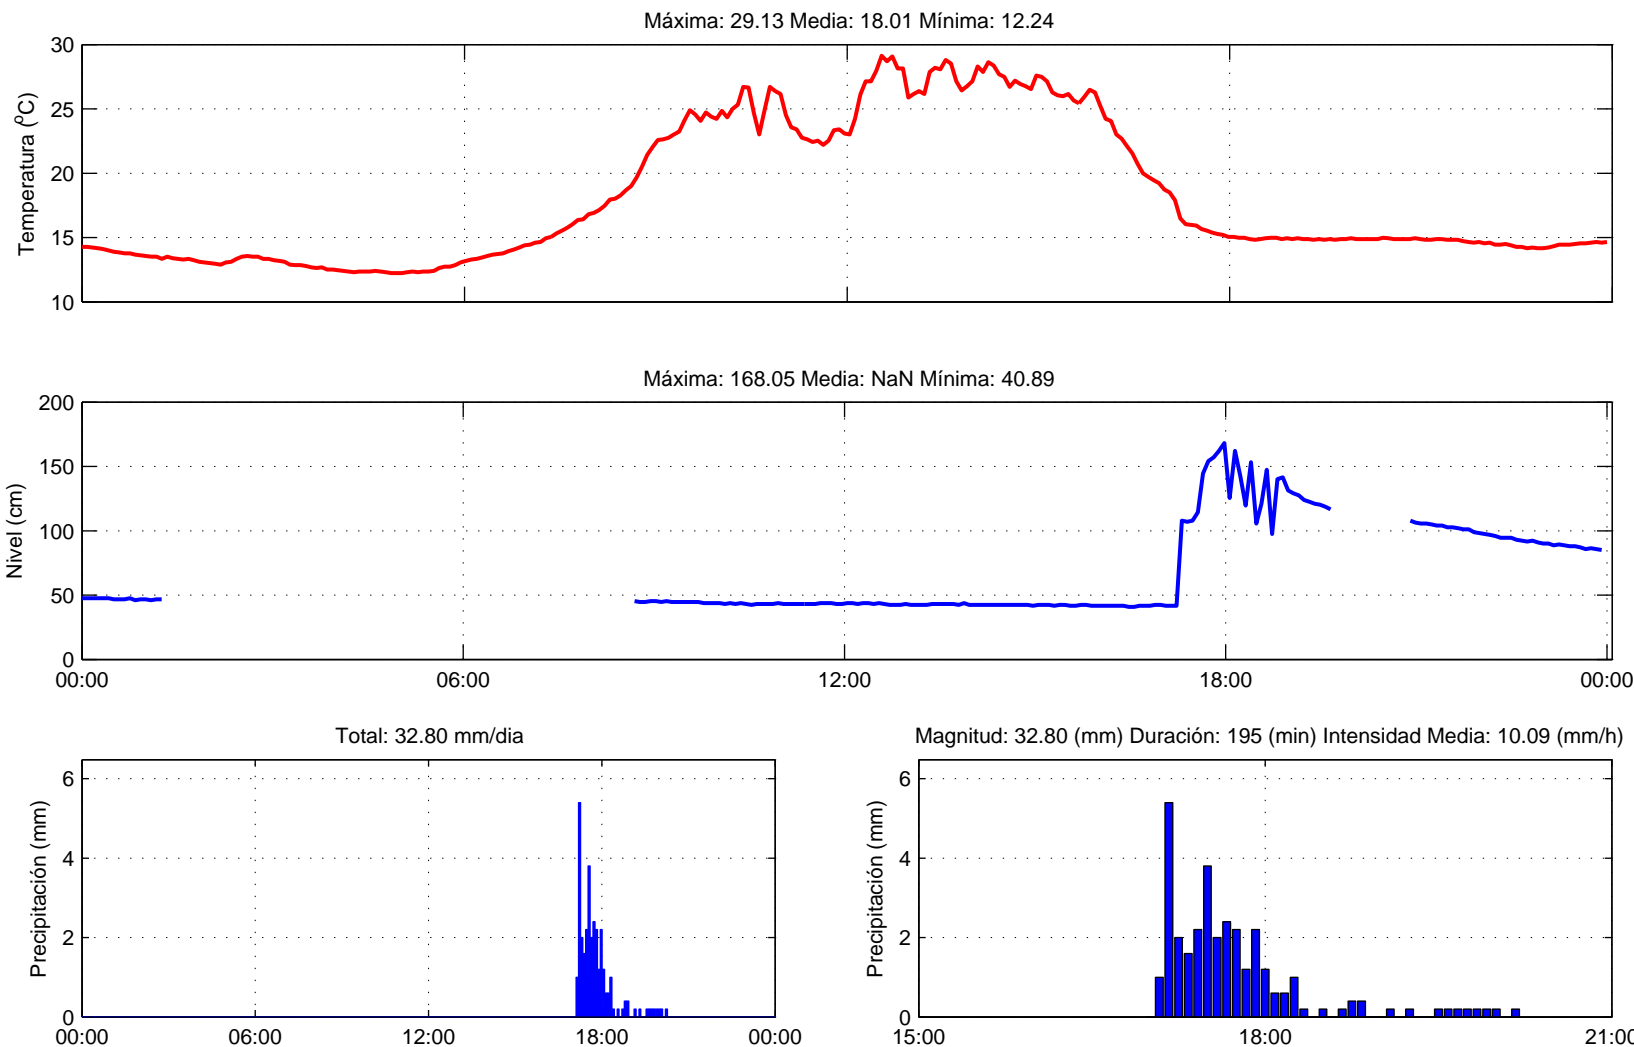 Máxima: 29.13 Media: 18.01 Mínima: 12.24
Temperatura (ºC)
30
25
20
15
10
Máxima: 168.05 Media: NaN Mínima: 40.89
Nivel (cm)
200
150
100
50
0
00:00 06:00 12:00 18:00 00:00
Total: 32.80 mm/dia
Precipitación (mm)
6
4
2
0
00:00 06:00 12:00 18:00 00:00
Magnitud: 32.80 (mm) Duración: 195 (min) Intensidad Media: 10.09 (mm/h)
Precipitación (mm)
6
4
2
0
15:00 18:00 21:00